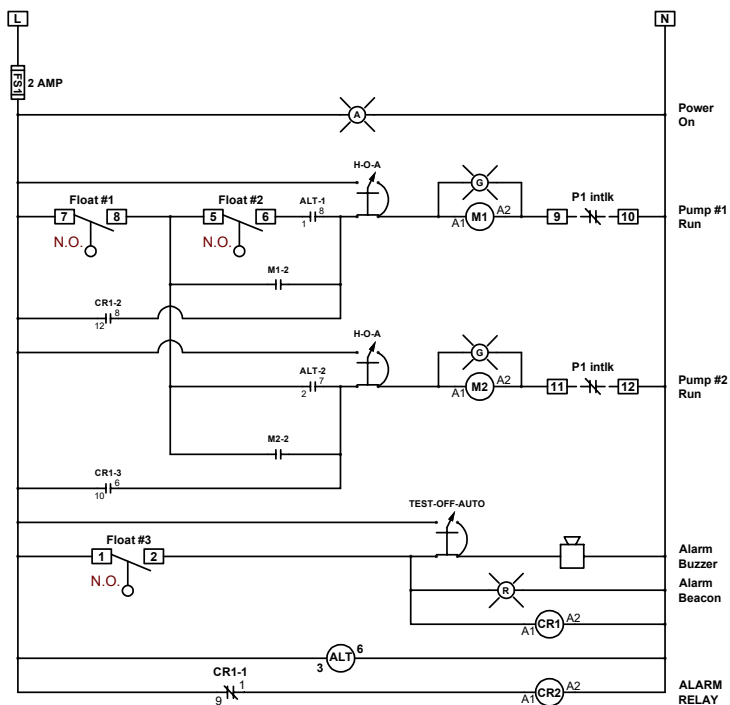 L
N
FS1
2 AMP
A
Power
On
H-O-A
G
Float #1
Float #2
ALT-1
P1 intlk
7
8
5
6
8
1
A1
M1
A2
9
10
Pump #1
Run
N.O.
N.O.
M1-2
CR1-2
8
12
H-O-A
G
ALT-2
P1 intlk
7
2
A1
M2
A2
11
12
Pump #2
Run
M2-2
CR1-3
6
10
TEST-OFF-AUTO
Float #3
1
2
Alarm
Buzzer
N.O.
R
Alarm
Beacon
A1
CR1
A2
3
ALT
6
CR1-1
1
9
A1
CR2
A2
ALARM
RELAY